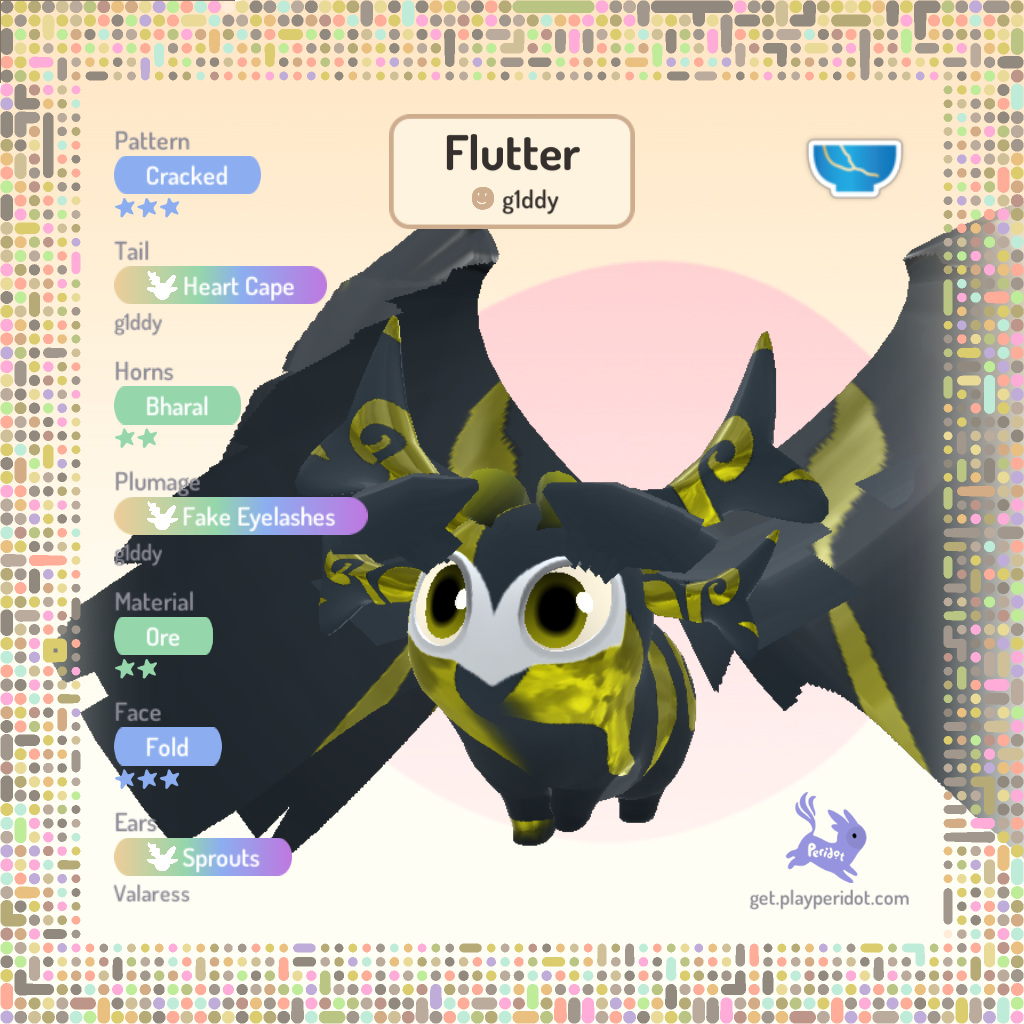 Flutter
g1ddy
Pattern
Cracked
Tail
Heart Cape
g1ddy
Horns
Bharal
Plumage
Fake Eyelashes
g1ddy
Material
Ore
Face
Fold
Ears
Sprouts
Valaress
Peridot
get.playperidot.com